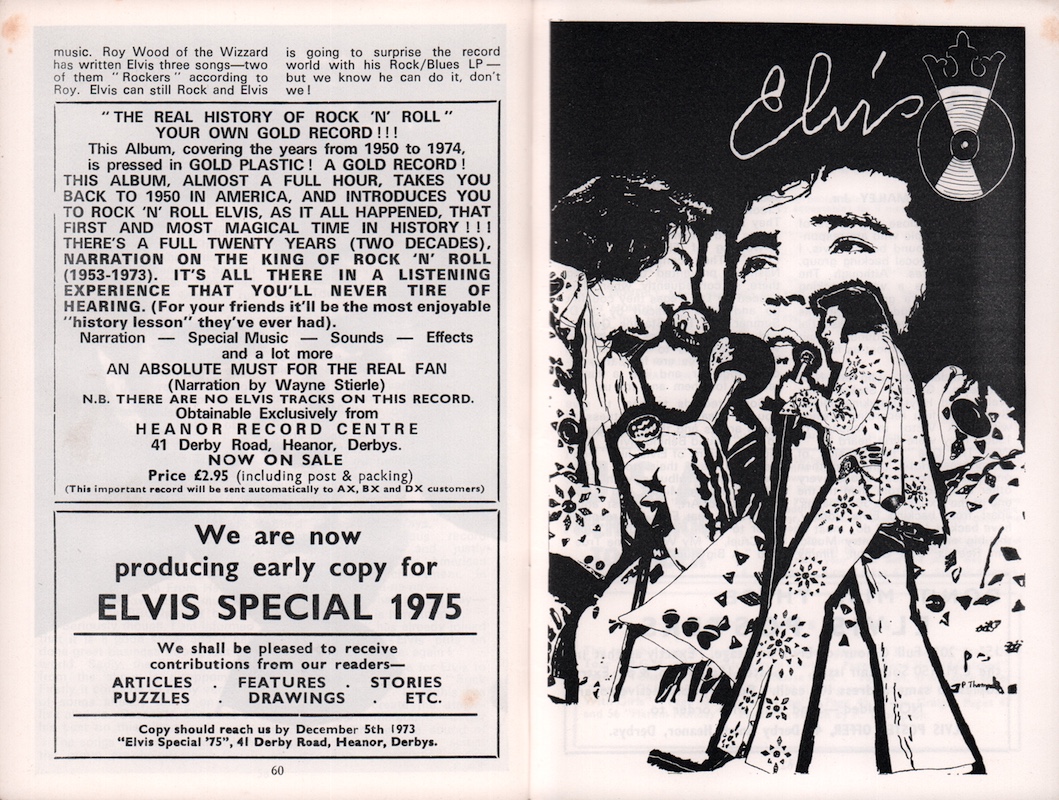 music. Roy Wood of the Wizzard
has written Elvis three songs—two
of them "Rockers" according to
Roy. Elvis can still Rock and Elvis
is going to surprise the record
world with his Rock/Blues LP —
but we know he can do it, don't
we!
"THE REAL HISTORY OF ROCK 'N' ROLL"
YOUR OWN GOLD RECORD!!!
This Album, covering the years from 1950 to 1974,
is pressed in GOLD PLASTIC! A GOLD RECORD!
THIS ALBUM, ALMOST A FULL HOUR, TAKES YOU
BACK TO 1950 IN AMERICA, AND INTRODUCES YOU
TO ROCK 'N' ROLL ELVIS, AS IT ALL HAPPENED, THAT
FIRST AND MOST MAGICAL TIME IN HISTORY!!!
THERE'S A FULL TWENTY YEARS (TWO DECADES),
NARRATION ON THE KING OF ROCK 'N' ROLL
(1953-1973). IT'S ALL THERE IN A LISTENING
EXPERIENCE THAT YOU'LL NEVER TIRE OF
HEARING. (For your friends it'll be the most enjoyable
"history lesson" they've ever had).
Narration — Special Music — Sounds — Effects
and a lot more
AN ABSOLUTE MUST FOR THE REAL FAN
(Narration by Wayne Stierle)
N.B. THERE ARE NO ELVIS TRACKS ON THIS RECORD.
Obtainable Exclusively from
HEANOR RECORD CENTRE
41 Derby Road, Heanor, Derbys.
NOW ON SALE
Price £2.95 (including post & packing)
(This important record will be sent automatically to AX, BX and DX customers)
We are now
producing early copy for
ELVIS SPECIAL 1975
We shall be pleased to receive
contributions from our readers—
ARTICLES . FEATURES . STORIES
PUZZLES . DRAWINGS . ETC.
Copy should reach us by December 5th 1973
"Elvis Special '75", 41 Derby Road, Heanor, Derbys.
60
Elvis